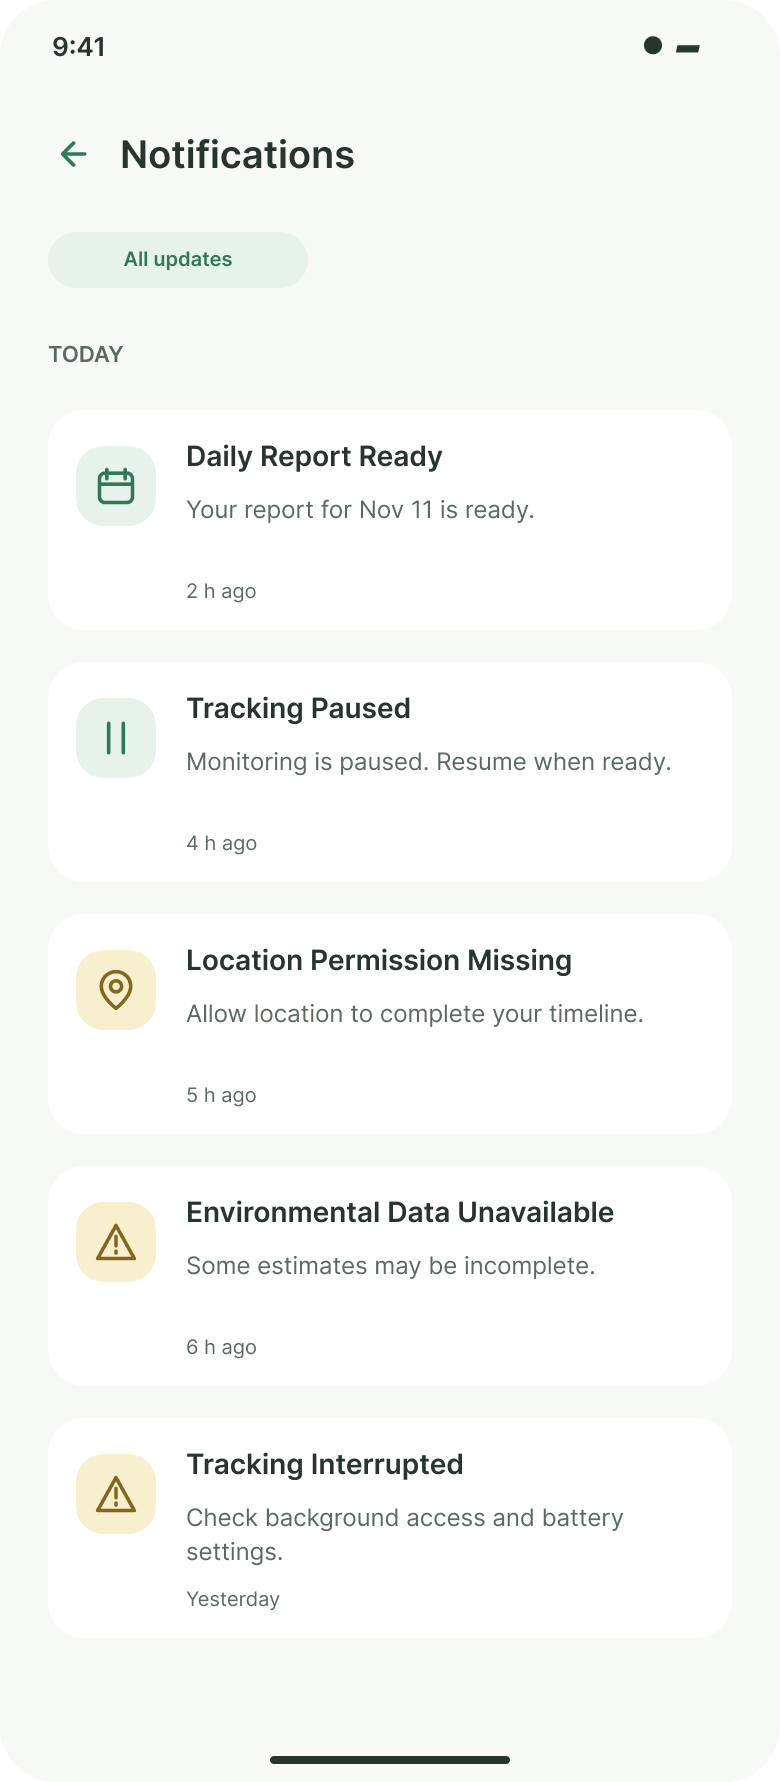 9:41
Notifications
All updates
TODAY
Daily Report Ready
Your report for Nov 11 is ready.
2 h ago
Tracking Paused
Monitoring is paused. Resume when ready.
4 h ago
Location Permission Missing
Allow location to complete your timeline.
5 h ago
Environmental Data Unavailable
Some estimates may be incomplete.
6 h ago
Tracking Interrupted
Check background access and battery
settings.
Yesterday